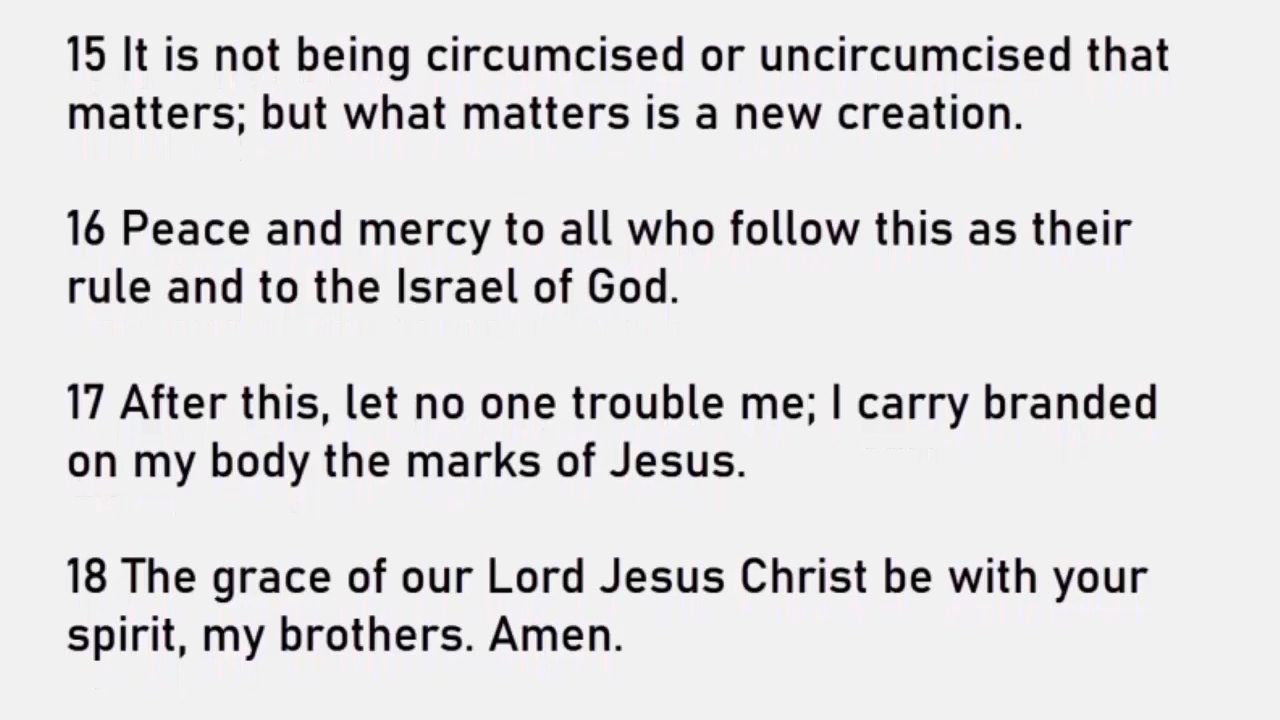 15 It is not being circumcised or uncircumcised that
matters; but what matters is a new creation.
16 Peace and mercy to all who follow this as their
rule and to the Israel of God.
17 After this, let no one trouble me; I carry branded
on my body the marks of Jesus.
18 The grace of our Lord Jesus Christ be with your
spirit, my brothers. Amen.